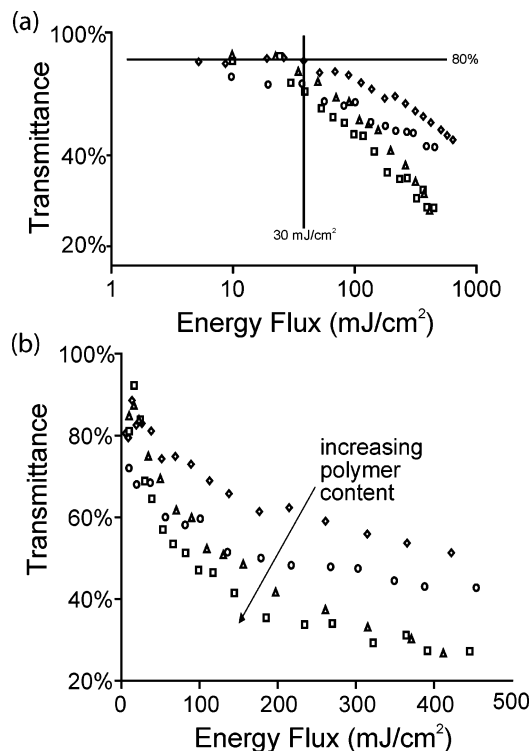 (a)
100%
80%
Transmittance
40%
20%
30 mJ/cm²
1
10
100
1000
Energy Flux (mJ/cm²)
(b)
100%
80%
60%
40%
20%
Transmittance
increasing
polymer
content
0
100
200
300
400
500
Energy Flux (mJ/cm²)